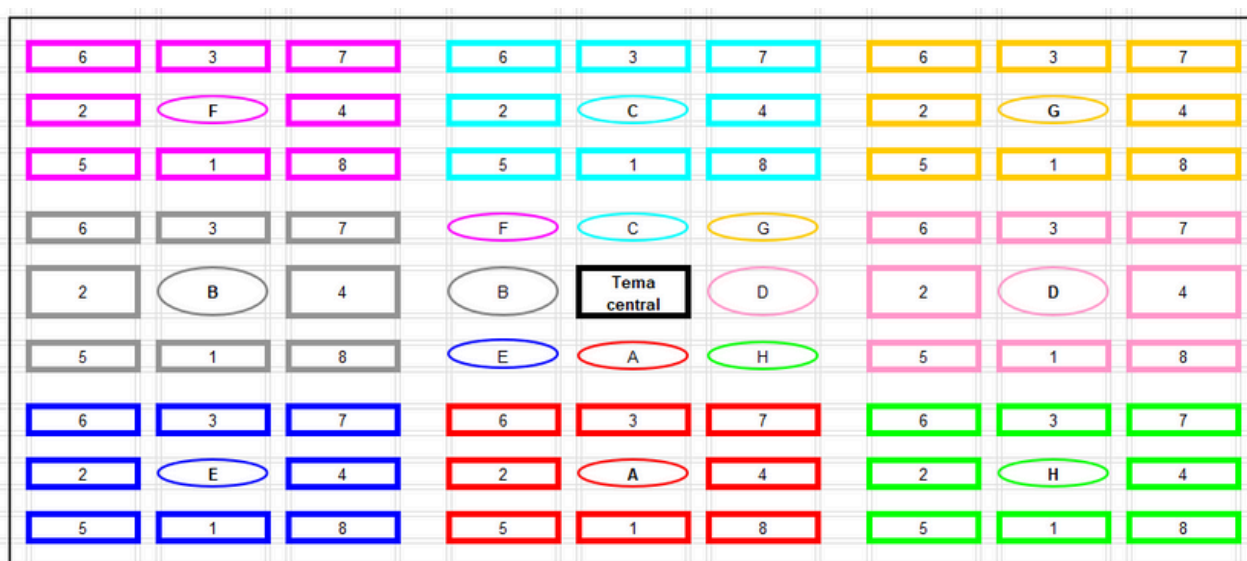 6 3 7 6 3 7 6 3 7
2 F 4 2 C 4 2 G 4
5 1 8 5 1 8 5 1 8
6 3 7 F C G 6 3 7
2 B 4 B Tema central D 2 D 4
5 1 8 E A H 5 1 8
6 3 7 6 3 7 6 3 7
2 E 4 2 A 4 2 H 4
5 1 8 5 1 8 5 1 8